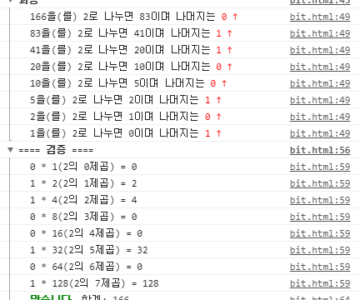 과정 bit.html:45
166을(를) 2로 나누면 83이며 나머지는 0 ↑ bit.html:49
83을(를) 2로 나누면 41이며 나머지는 1 ↑ bit.html:49
41을(를) 2로 나누면 20이며 나머지는 1 ↑ bit.html:49
20을(를) 2로 나누면 10이며 나머지는 0 ↑ bit.html:49
10을(를) 2로 나누면 5이며 나머지는 0 ↑ bit.html:49
5을(를) 2로 나누면 2이며 나머지는 1 ↑ bit.html:49
2을(를) 2로 나누면 1이며 나머지는 0 ↑ bit.html:49
1을(를) 2로 나누면 0이며 나머지는 1 ↑ bit.html:49
▼ ==== 검증 ==== bit.html:56
0 * 1(2의 0제곱) = 0 bit.html:59
1 * 2(2의 1제곱) = 2 bit.html:59
1 * 4(2의 2제곱) = 4 bit.html:59
0 * 8(2의 3제곱) = 0 bit.html:59
0 * 16(2의 4제곱) = 0 bit.html:59
1 * 32(2의 5제곱) = 32 bit.html:59
0 * 64(2의 6제곱) = 0 bit.html:59
1 * 128(2의 7제곱) = 128 bit.html:59
맞습니다. 합계: 166 bit.html:64